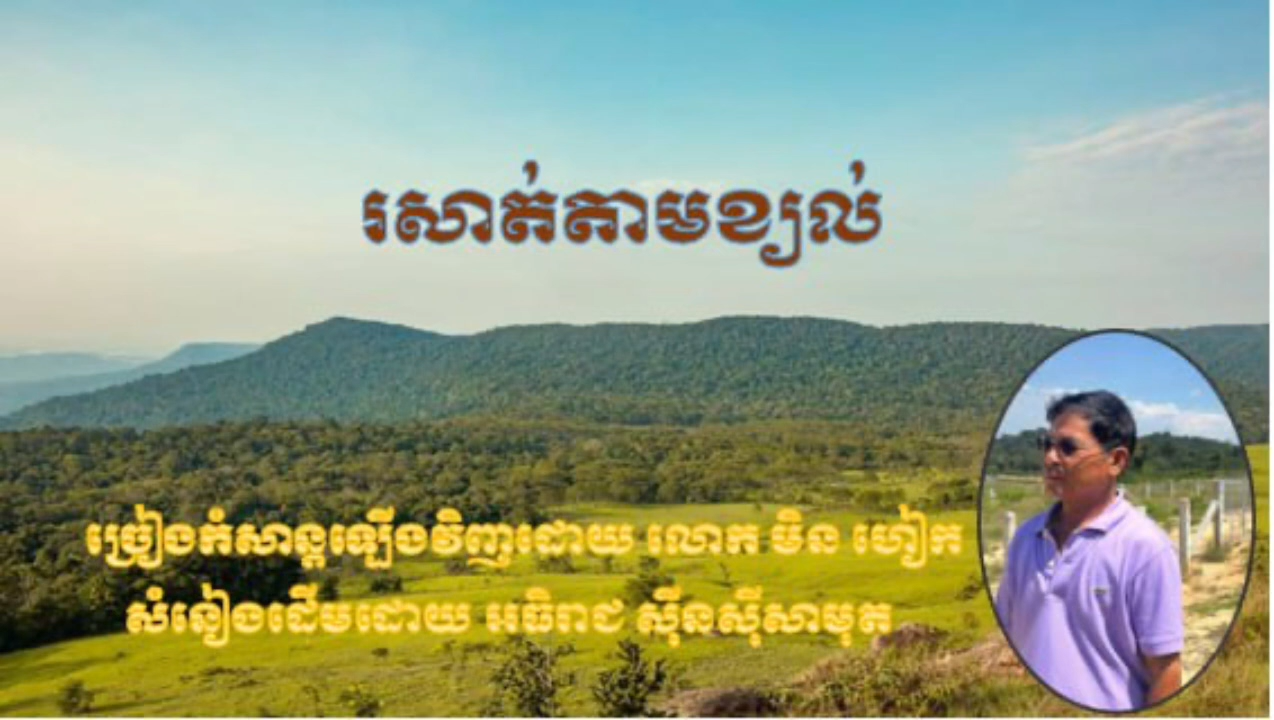 រសាត់តាមខ្យល់
ច្រៀងកំសាន្តឡើងវិញដោយ លោក មិន ហៀក
សំនៀងដើមដោយ អធិរាជ ស៊ីនស៊ីសាមុត